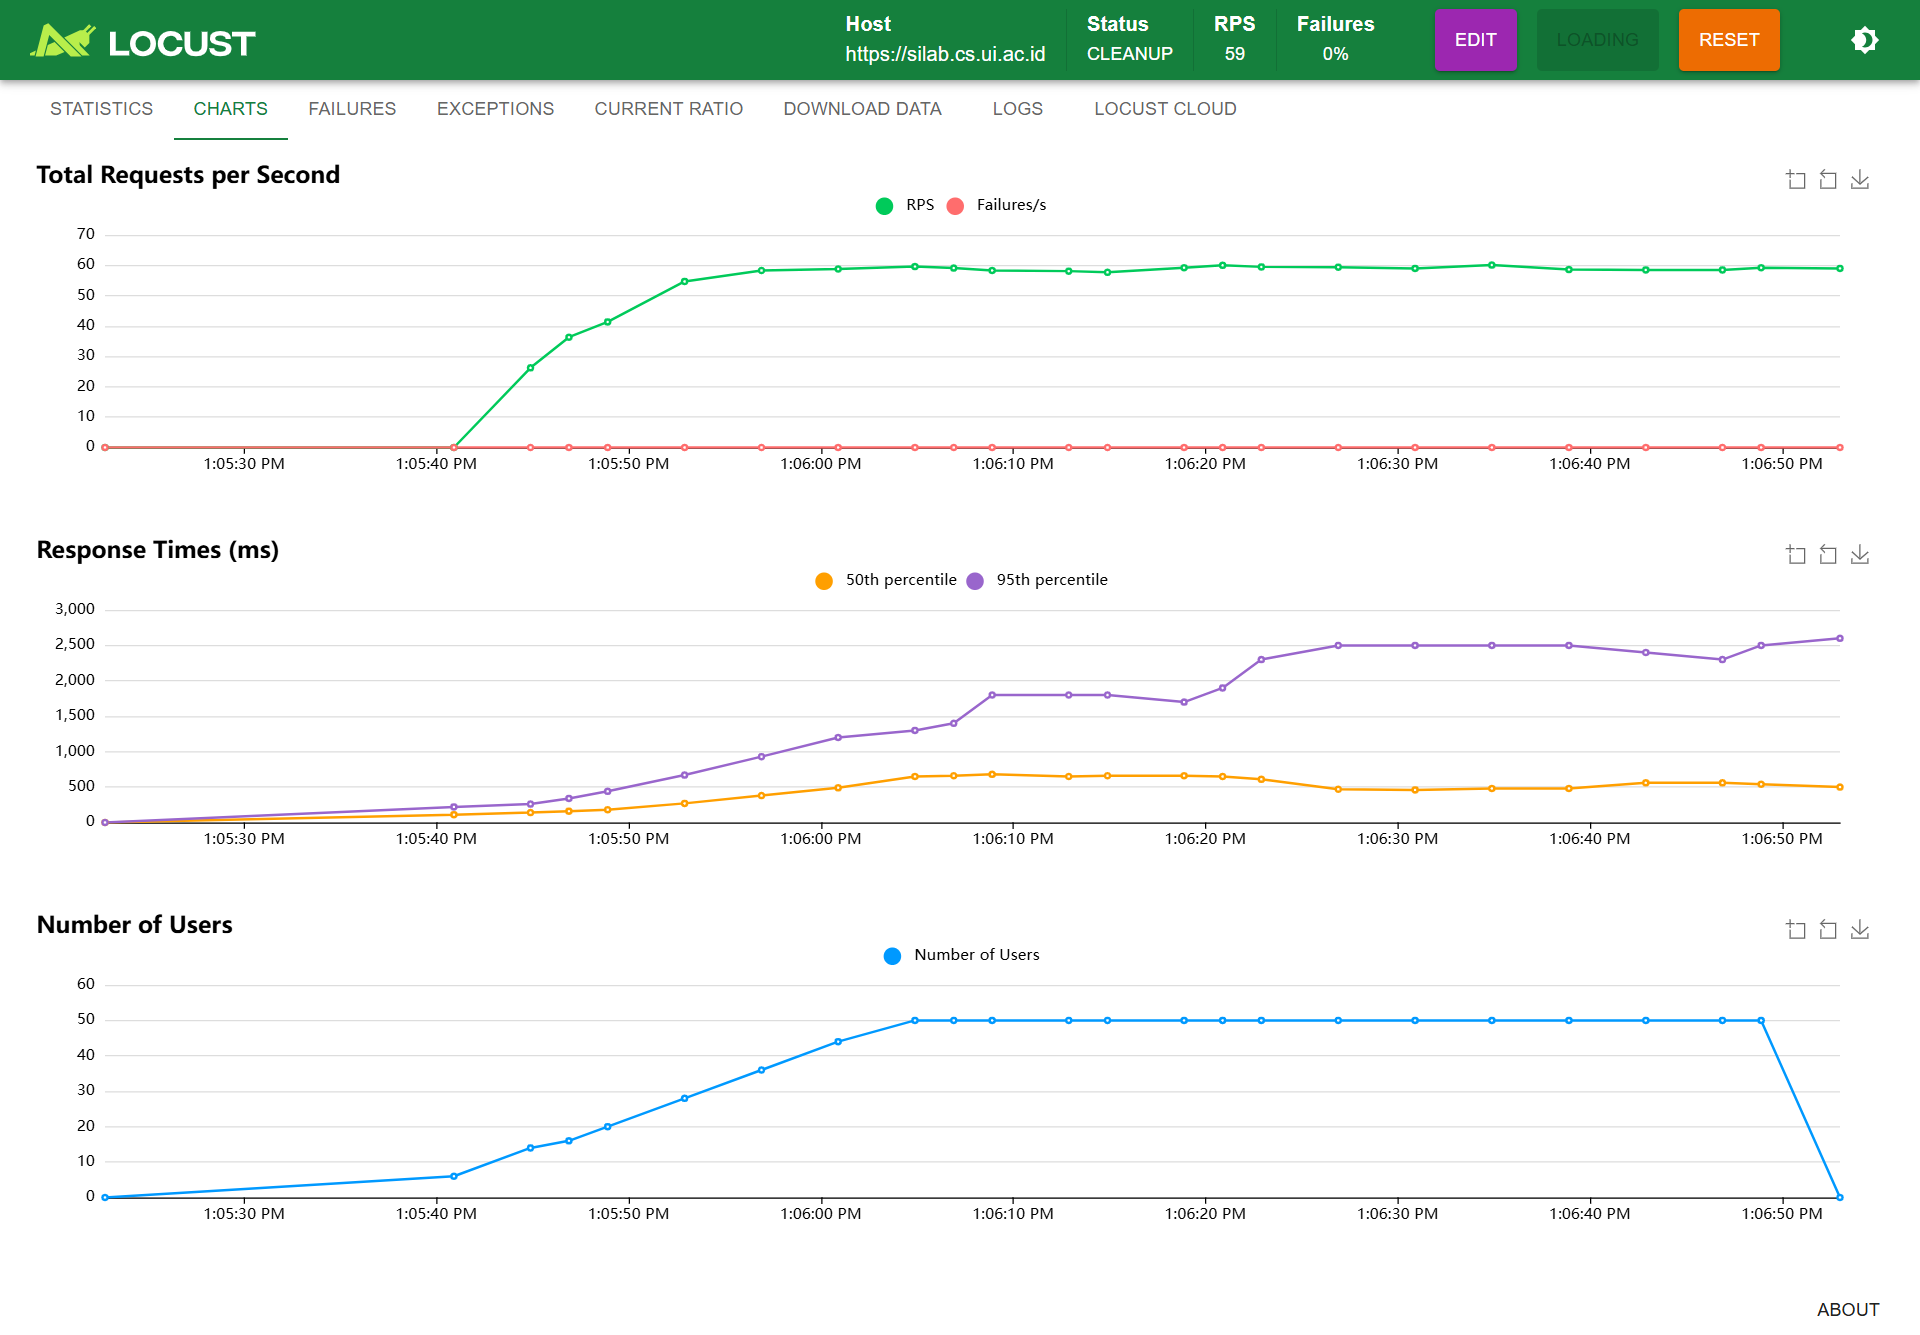 LOCUST
Host
https://silab.cs.ui.ac.id
Status
CLEANUP
RPS
59
Failures
0%
EDIT
LOADING
RESET
STATISTICS CHARTS FAILURES EXCEPTIONS CURRENT RATIO DOWNLOAD DATA LOGS LOCUST CLOUD
Total Requests per Second
RPS Failures/s
70
60
50
40
30
20
10
0
1:05:30 PM 1:05:40 PM 1:05:50 PM 1:06:00 PM 1:06:10 PM 1:06:20 PM 1:06:30 PM 1:06:40 PM 1:06:50 PM
Response Times (ms)
50th percentile 95th percentile
3,000
2,500
2,000
1,500
1,000
500
0
1:05:30 PM 1:05:40 PM 1:05:50 PM 1:06:00 PM 1:06:10 PM 1:06:20 PM 1:06:30 PM 1:06:40 PM 1:06:50 PM
Number of Users
Number of Users
60
50
40
30
20
10
0
1:05:30 PM 1:05:40 PM 1:05:50 PM 1:06:00 PM 1:06:10 PM 1:06:20 PM 1:06:30 PM 1:06:40 PM 1:06:50 PM
ABOUT